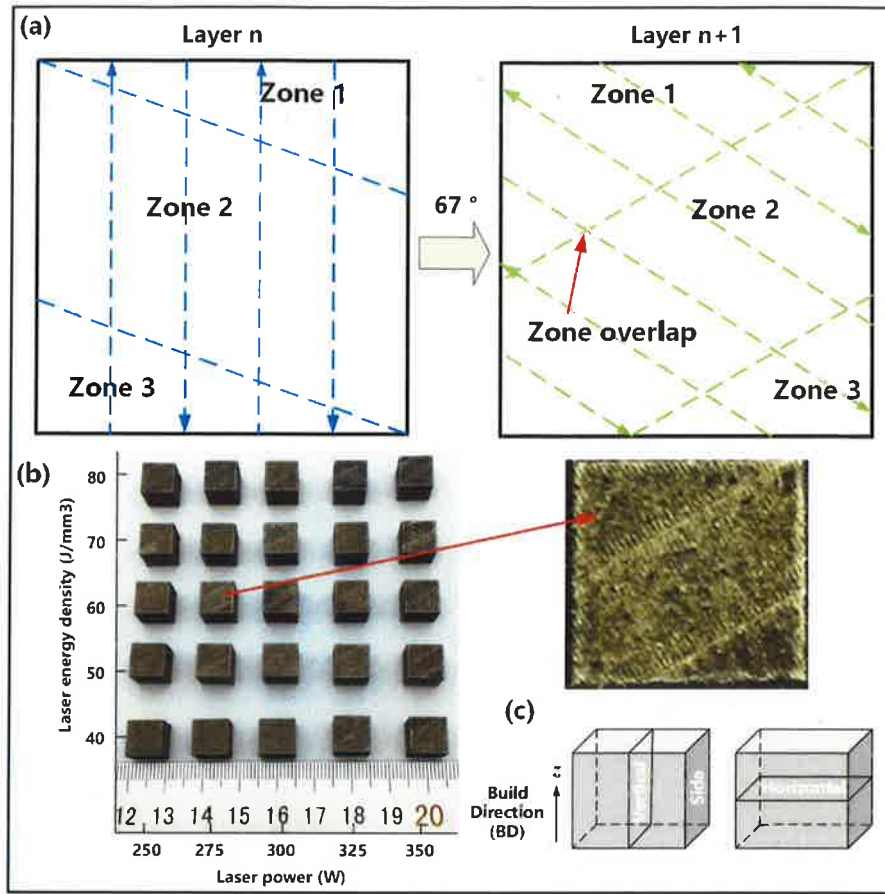 (a)
Layer n
Layer n+1
Zone 1
Zone 2
Zone 3
67 °
Zone 1
Zone 2
Zone overlap
Zone 3
(b)
Laser energy density (J/mm3)
80
70
60
50
40
12 13 14 15 16 17 18 19 20
250 275 300 325 350
Laser power (W)
(c)
Build
Direction
(BD)
z
Vertical
Side
Horizontal